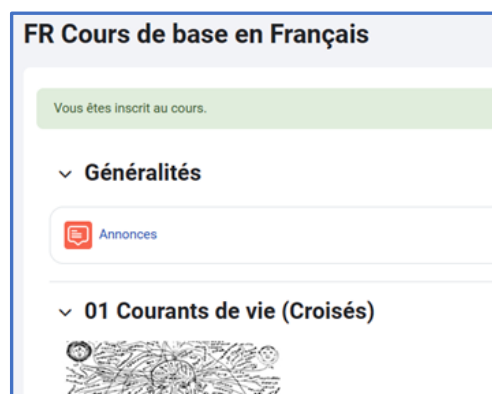 FR Cours de base en Français
Vous êtes inscrit au cours.
Généralités
Annonces
01 Courants de vie (Croisés)